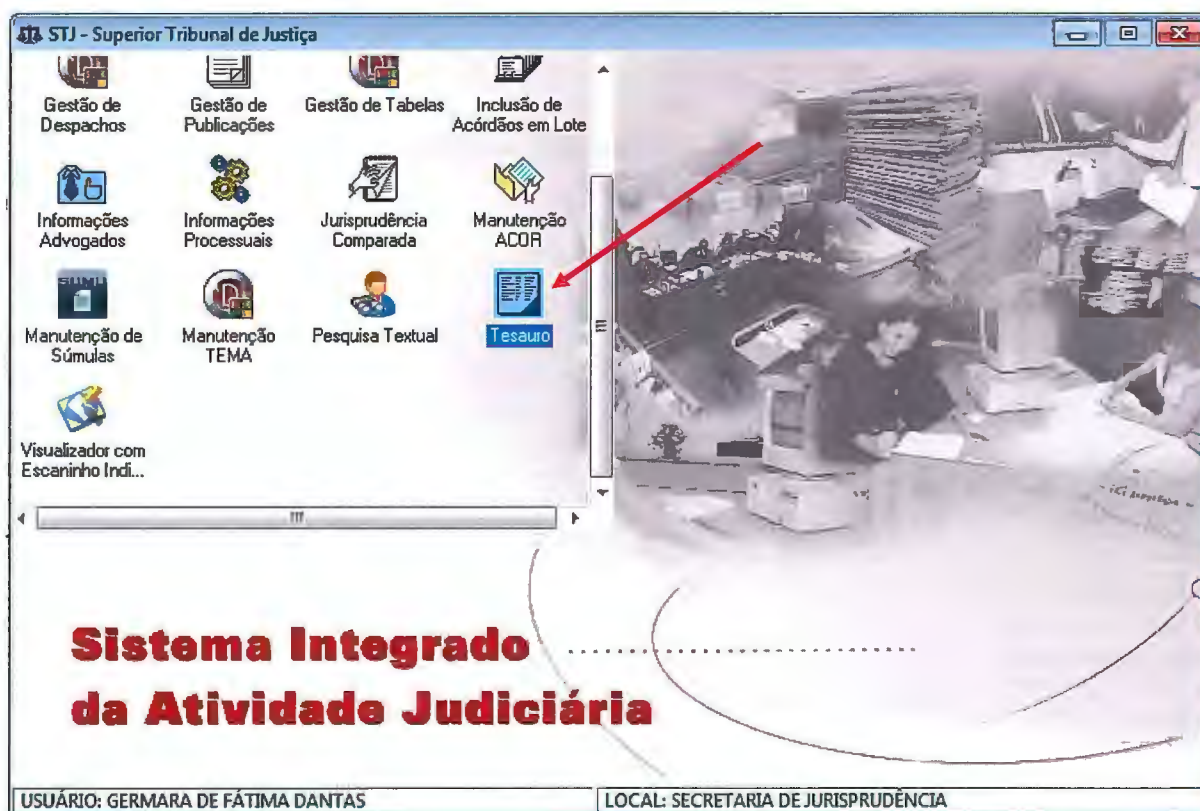 STJ - Superior Tribunal de Justiça
Gestão de Despachos
Gestão de Publicações
Gestão de Tabelas
Inclusão de Acórdãos em Lote
Informações Advogados
Informações Processuais
Jurisprudência Comparada
Manutenção ACOR
SUMU
Manutenção de Súmulas
Manutenção TEMA
Pesquisa Textual
Tesauro
Visualizador com Escaninho Indi...
Sistema Integrado
da Atividade Judiciária
USUÁRIO: GERMARA DE FÁTIMA DANTAS
LOCAL: SECRETARIA DE JURISPRUDÊNCIA